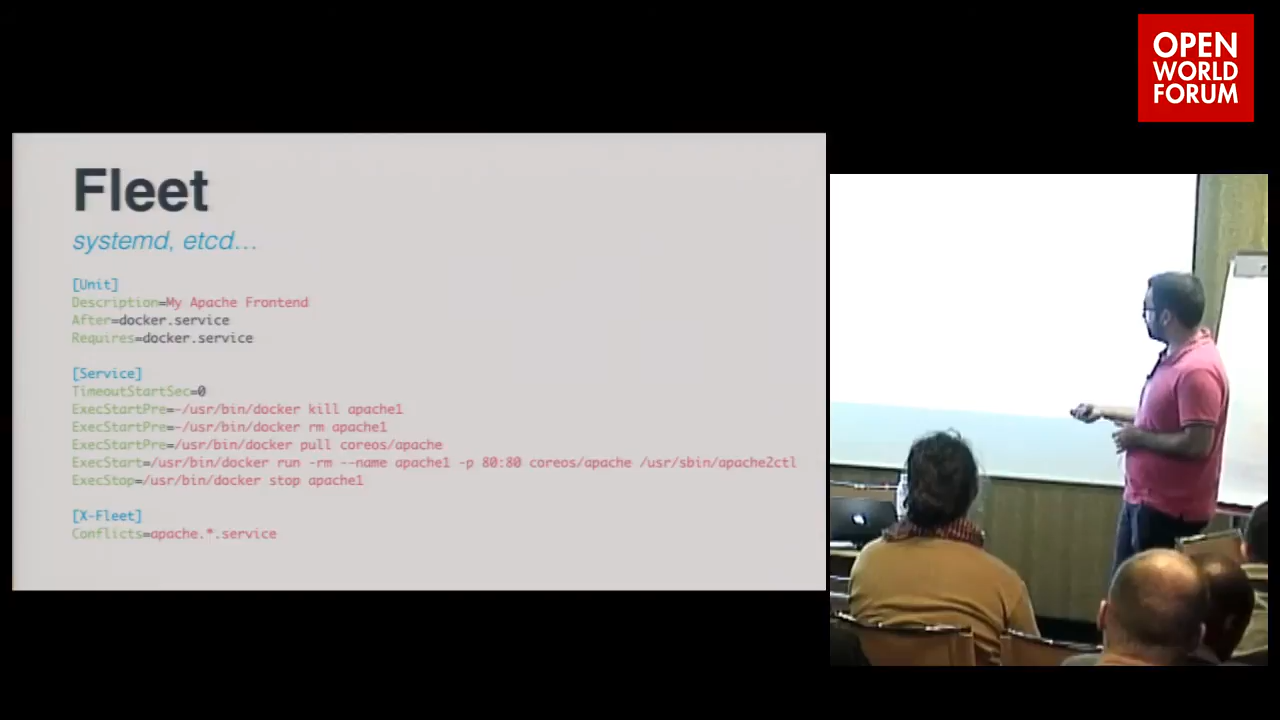 OPEN
WORLD
FORUM
Fleet
systemd, etcd...
[Unit]
Description=My Apache Frontend
After=docker.service
Requires=docker.service
[Service]
TimeoutStartSec=0
ExecStartPre=-/usr/bin/docker kill apache1
ExecStartPre=-/usr/bin/docker rm apache1
ExecStartPre=/usr/bin/docker pull coreos/apache
ExecStart=/usr/bin/docker run -rm --name apache1 -p 80:80 coreos/apache /usr/sbin/apache2ctl
ExecStop=/usr/bin/docker stop apache1
[X-Fleet]
Conflicts=apache.*.service